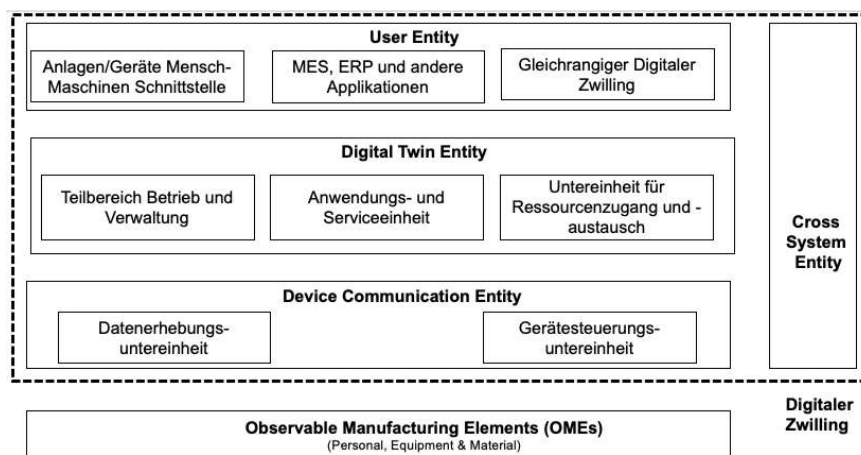 User Entity
Anlagen/Geräte Mensch-
Maschinen Schnittstelle
MES, ERP und andere
Applikationen
Gleichrangiger Digitaler
Zwilling
Digital Twin Entity
Teilbereich Betrieb und
Verwaltung
Anwendungs- und
Serviceeinheit
Untereinheit für
Ressourcenzugang und -
austausch
Device Communication Entity
Datenerhebungs-
untereinheit
Gerätesteuerungs-
untereinheit
Cross
System
Entity
Digitaler
Zwilling
Observable Manufacturing Elements (OMEs)
(Personal, Equipment & Material)